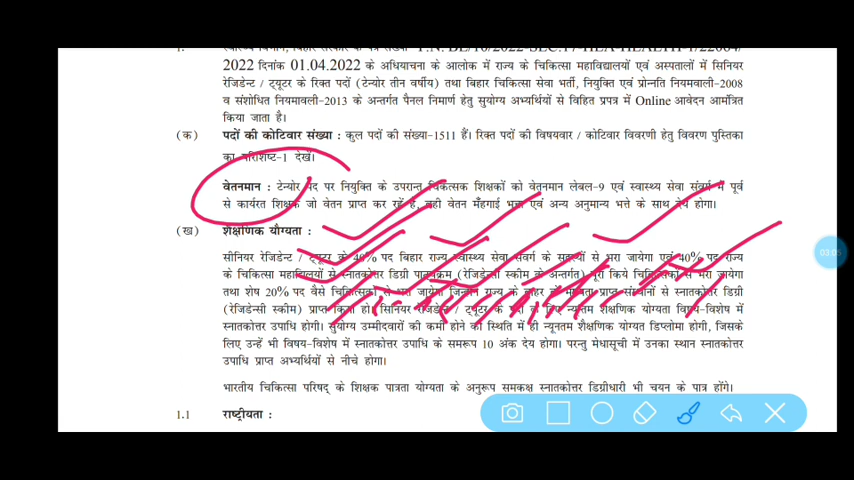 2022 दिनांक 01.04.2022 के अधियाचना के आलोक में राज्य के चिकित्सा महाविद्यालयों एवं अस्पतालों में सिनियर
रेजिडेन्ट / ट्यूटर के रिक्त पदों (टेन्योर तीन वर्षीय) तथा बिहार चिकित्सा सेवा भर्ती, नियुक्ति एवं प्रोन्नति नियमवाली-2008
व संशोधित नियमावली-2013 के अन्तर्गत पैनल निमार्ण हेतु सुयोग्य अभ्यर्थियों से विहित प्रपत्र में Online आवेदन आमंत्रित
किया जाता है।
(क) पदों की कोटिवार संख्या : कुल पदों की संख्या-1511 हैं। रिक्त पदों की विषयवार / कोटिवार विवरणी हेतु विवरण पुस्तिका
का परिशिष्ट-1 देखें।
वेतनमान : टेन्योर पद पर नियुक्ति के उपरान्त चिकित्सक शिक्षकों को वेतनमान लेबल-9 एवं स्वास्थ्य सेवा संवर्ग में पूर्व
से कार्यरत शिक्षक जो वेतन प्राप्त कर रहें है, वही वेतन मँहगाई भत्ता एवं अन्य अनुमान्य भत्ते के साथ देय होगा।
(ख) शैक्षाणिक यौग्यता :
सीनियर रेजिडेन्ट / ट्यूटर के 40% पद बिहार राज्य स्वास्थ्य सेवा संवर्ग के सदस्यों से भरा जायेगा एवं 40% पद राज्य
के चिकित्सा महाविद्यालयों से स्नातकोत्तर डिग्री पाठ्यक्रम (रेजिडेन्सी स्कीम के अन्तर्गत) पूरा किये चिकित्सकों से भरा जायेगा
तथा शेष 20% पद वैसे चिकित्सकों से भरा जायेगा जिन्होंने राज्य के बाहर के मान्यता प्राप्त संस्थानों से स्नातकोत्तर डिग्री
(रेजिडेन्सी स्कीम) प्राप्त किया हो। सिनियर रेजिडेन्ट / ट्यूटर के पदों के लिए न्यूतम शैक्षणिक योग्यता विषय-विशेष में
स्नातकोत्तर उपाधि होगी। सुयोग्य उम्मीदवारों की कमी होने की स्थिति में ही न्यूनतम शैक्षणिक योग्यत डिप्लोमा होगी, जिसके
लिए उन्हें भी विषय-विशेष में स्नातकोत्तर उपाधि के समरूप 10 अंक देय होगा। परन्तु मेधासूची में उनका स्थान स्नातकोत्तर
उपाधि प्राप्त अभ्यर्थियों से नीचे होगा।
भारतीय चिकित्सा परिषद् के शिक्षक पात्रता योग्यता के अनुरूप समकक्ष स्नातकोत्तर डिग्रीधारी भी चयन के पात्र होंगे।
1.1 राष्ट्रीयता :
03:05